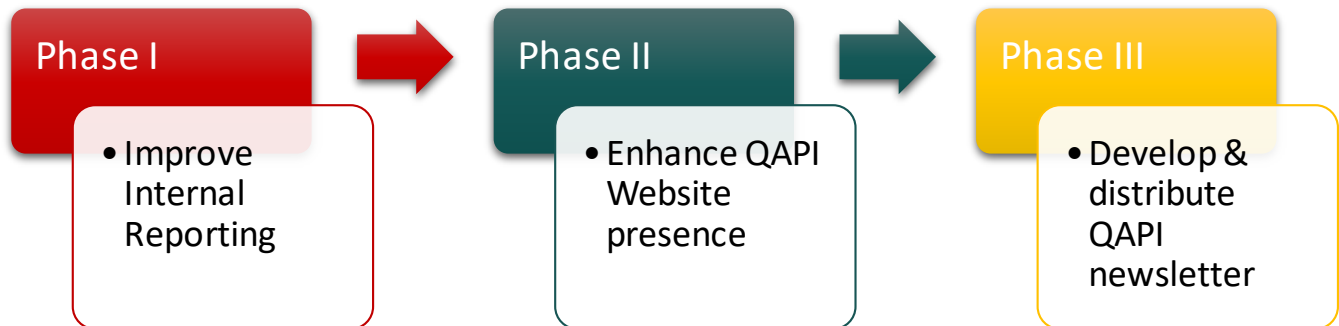 Phase I
• Improve
Internal
Reporting
Phase II
• Enhance QAPI
Website
presence
Phase III
• Develop &
distribute
QAPI
newsletter